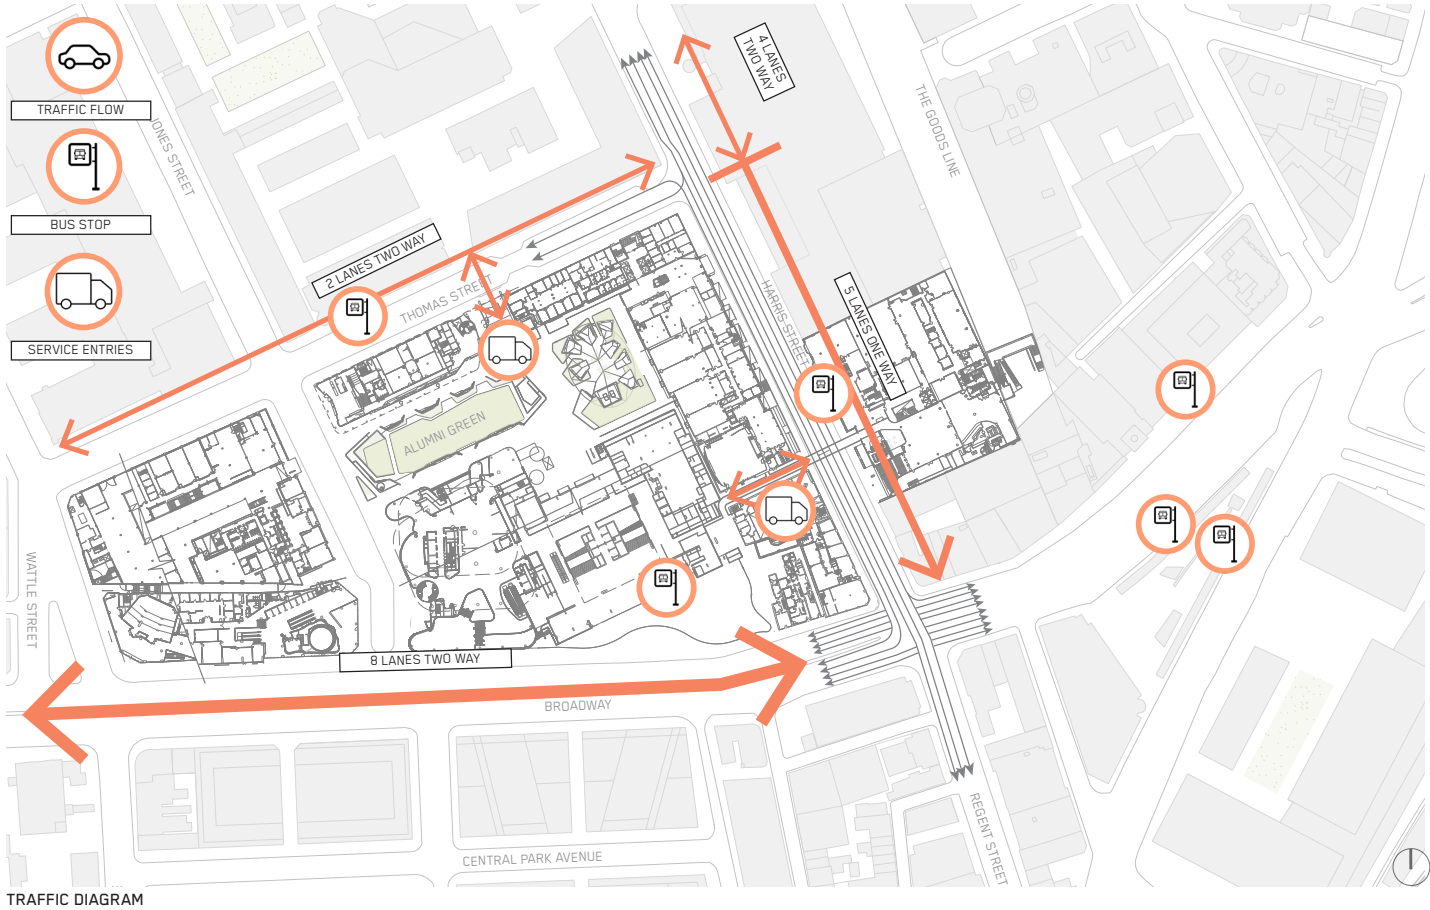 TRAFFIC FLOW
BUS STOP
SERVICE ENTRIES
JONES STREET
4 LANES
TWO WAY
THE GOODS LINE
2 LANES TWO WAY
THOMAS STREET
HARRIS STREET
5 LANES ONE WAY
ALUMNI GREEN
WATTLE STREET
8 LANES TWO WAY
BROADWAY
REGENT STREET
CENTRAL PARK AVENUE
TRAFFIC DIAGRAM